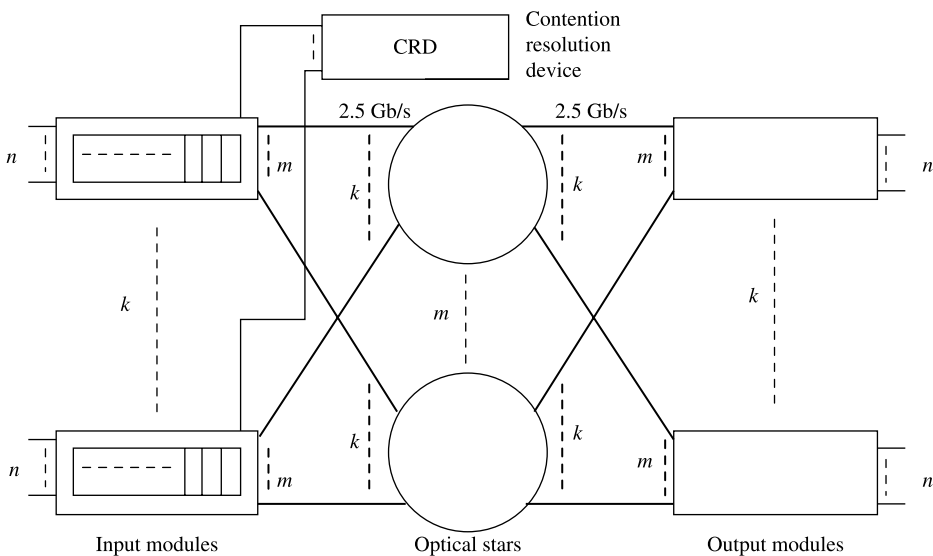 Contention
resolution
device
CRD
2.5 Gb/s
2.5 Gb/s
n
m
k
k
m
n
k
m
k
n
m
k
k
m
n
Input modules
Optical stars
Output modules